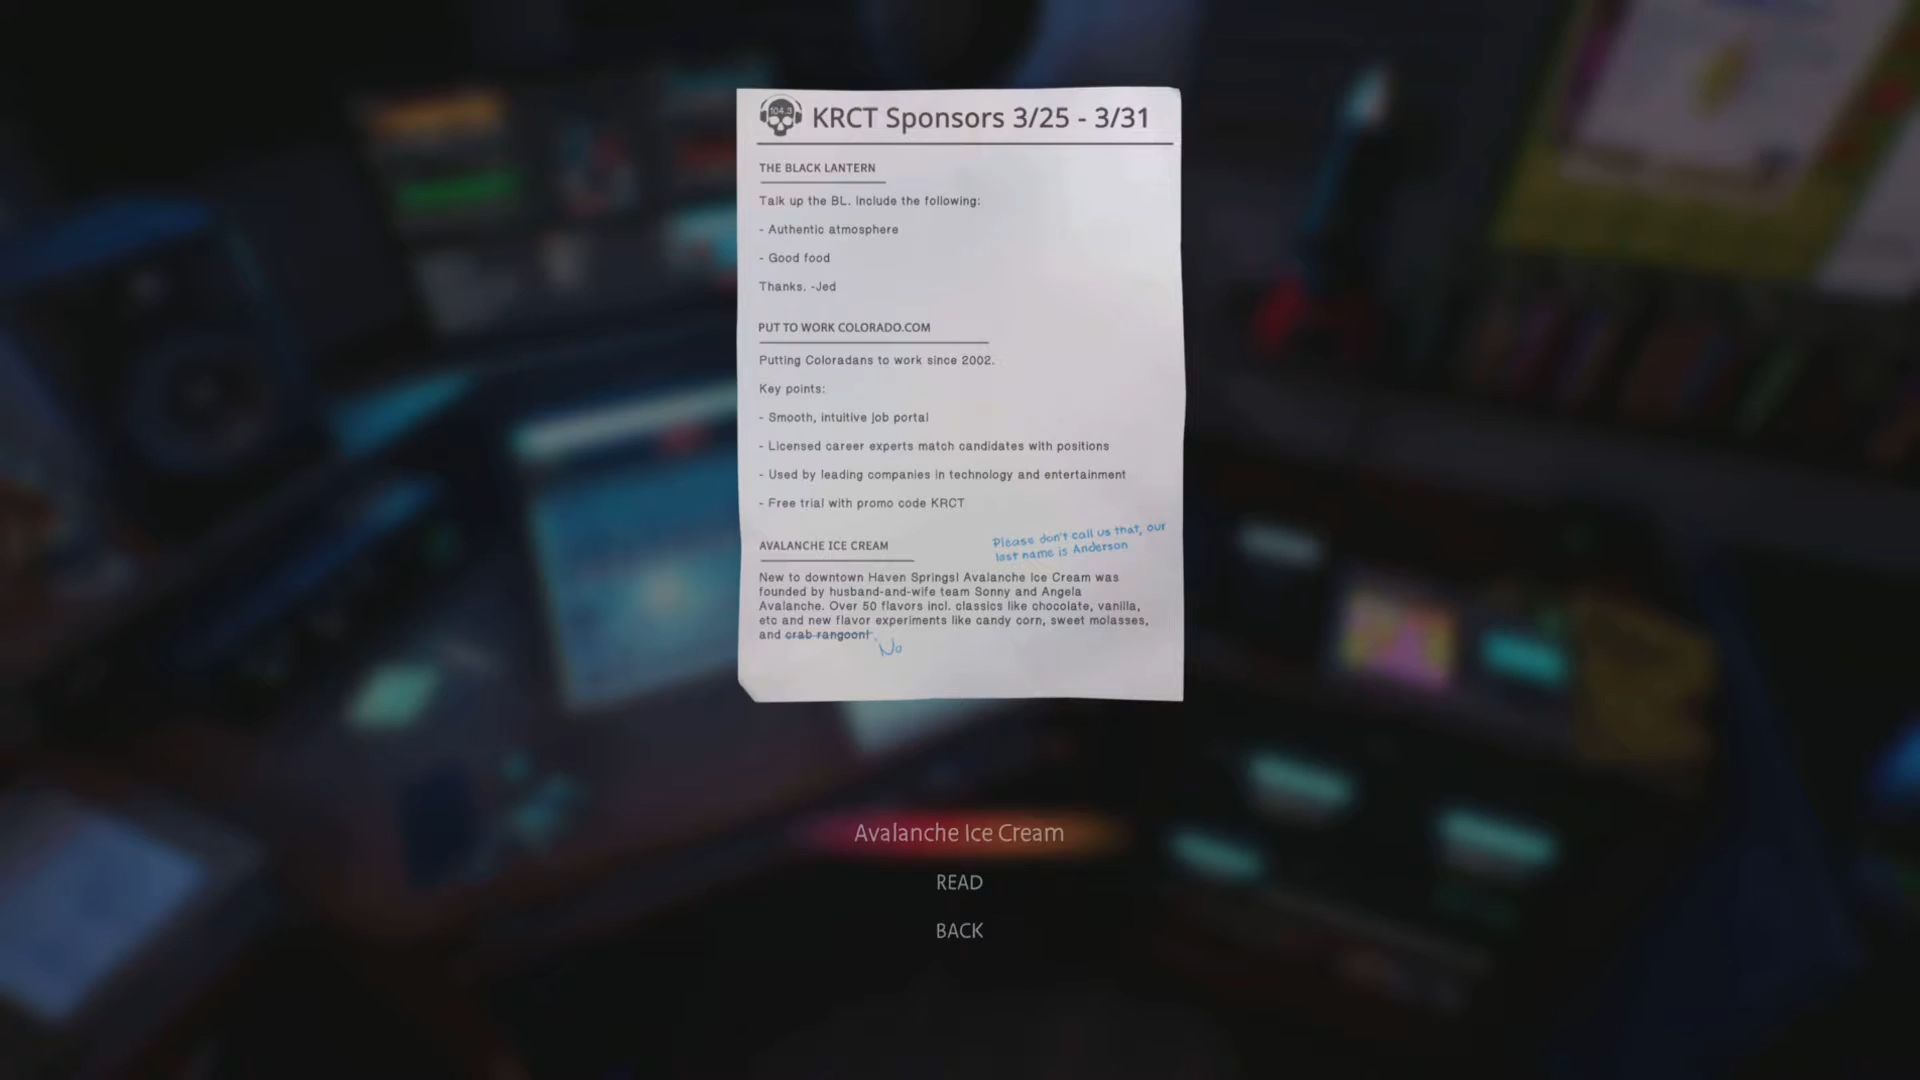 104.3
KRCT Sponsors 3/25 - 3/31
THE BLACK LANTERN
Talk up the BL. Include the following:
- Authentic atmosphere
- Good food
Thanks. -Jed
PUT TO WORK COLORADO.COM
Putting Coloradans to work since 2002.
Key points:
- Smooth, intuitive job portal
- Licensed career experts match candidates with positions
- Used by leading companies in technology and entertainment
- Free trial with promo code KRCT
Please don't call us that, our
last name is Anderson
AVALANCHE ICE CREAM
New to downtown Haven Springs! Avalanche Ice Cream was
founded by husband-and-wife team Sonny and Angela
Avalanche. Over 50 flavors incl. classics like chocolate, vanilla,
etc and new flavor experiments like candy corn, sweet molasses,
and crab rangoon!
No
Avalanche Ice Cream
READ
BACK